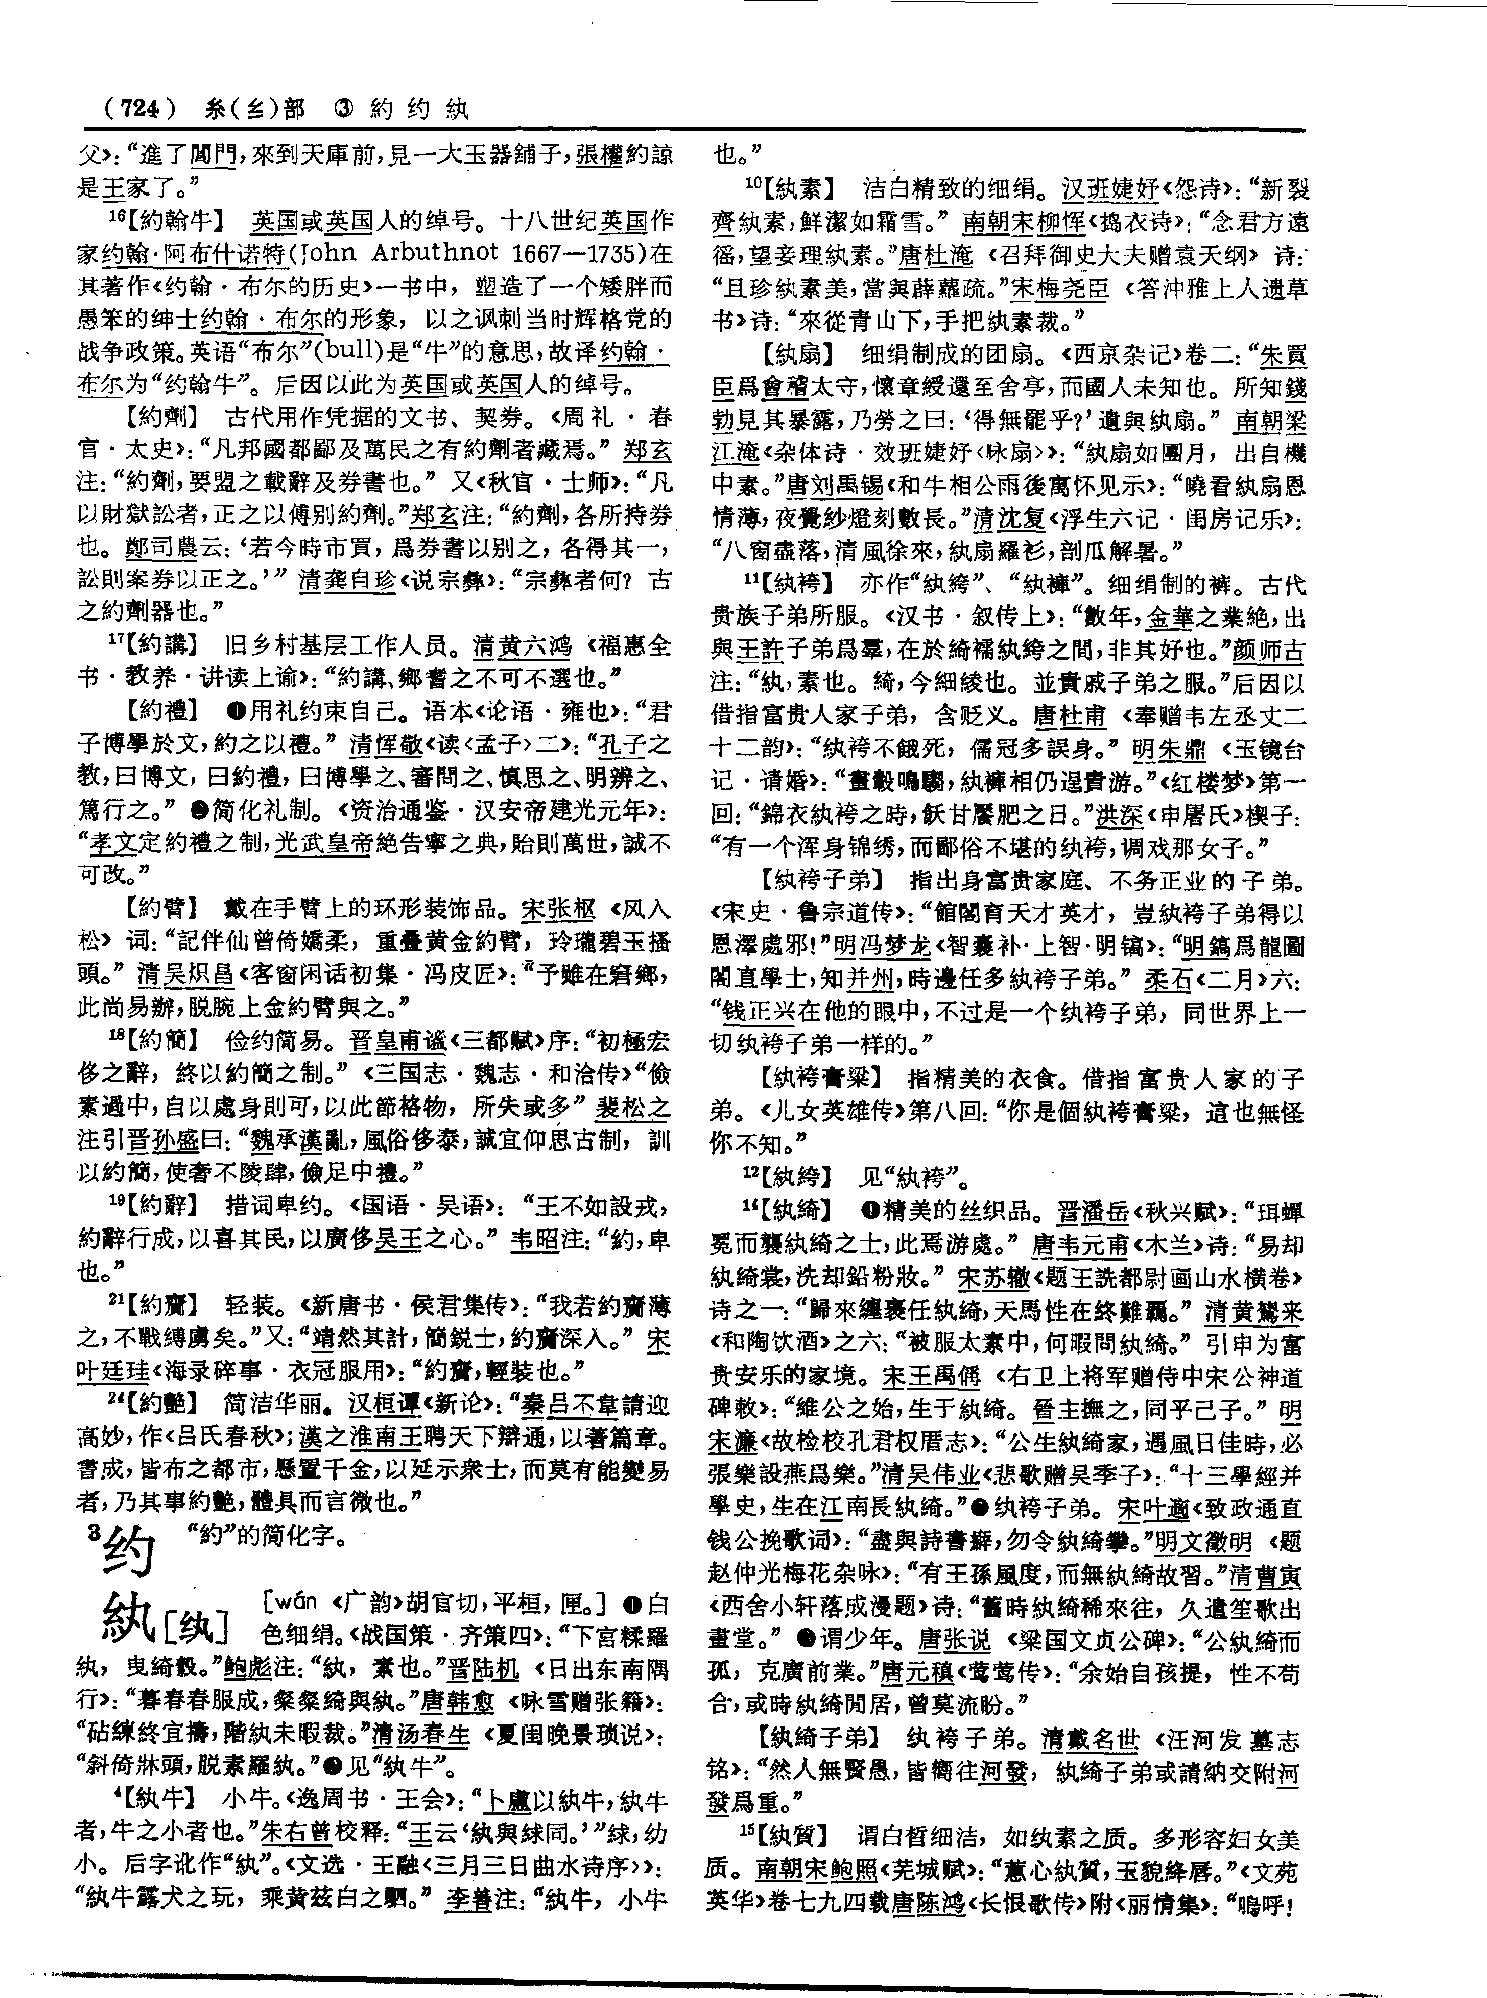 (724) 糸(纟)部 ③ 約 约 紈
父》：“進了閶門，來到天庫前，見一大玉器鋪子，張權約諒
是王家了。”
16【約翰牛】 英国或英国人的绰号。十八世纪英国作
家约翰·阿布什诺特(John Arbuthnot 1667—1735)在
其著作《约翰·布尔的历史》一书中，塑造了一个矮胖而
愚笨的绅士约翰·布尔的形象，以之讽刺当时辉格党的
战争政策。英语“布尔”(bull)是“牛”的意思，故译约翰·
布尔为“约翰牛”。后因以此为英国或英国人的绰号。
【約劑】 古代用作凭据的文书、契券。《周礼·春
官·太史》：“凡邦國都鄙及萬民之有約劑者藏焉。”郑玄
注：“約劑，要盟之載辭及券書也。”又《秋官·士师》：“凡
以財獄訟者，正之以傅别約劑。”郑玄注：“約劑，各所持券
也。鄭司農云：‘若今時市買，爲券書以别之，各得其一，
訟則案券以正之。’”清龚自珍《说宗彝》：“宗彝者何？古
之約劑器也。”
17【約講】 旧乡村基层工作人员。清黄六鸿《福惠全
书·教养·讲读上谕》：“約講、鄉耆之不可不選也。”
【約禮】 ❶用礼约束自己。语本《论语·雍也》：“君
子博學於文，約之以禮。”清恽敬《读〈孟子〉二》：“孔子之
教，曰博文，曰約禮，曰博學之、審問之、慎思之、明辨之、
篤行之。”❷简化礼制。《资治通鉴·汉安帝建光元年》：
“孝文定約禮之制，光武皇帝絶告寧之典，貽則萬世，誠不
可改。”
【約臂】 戴在手臂上的环形装饰品。宋张枢《风入
松》词：“記伴仙曾倚嬌柔，重疊黄金約臂，玲瓏碧玉搔
頭。”清吴炽昌《客窗闲话初集·冯皮匠》：“予雖在窘鄉，
此尚易辦，脱腕上金約臂與之。”
18【約簡】 俭约简易。晋皇甫谧《三都赋》序：“初極宏
侈之辭，終以約簡之制。”《三国志·魏志·和洽传》“儉
素過中，自以處身則可，以此節格物，所失或多”裴松之
注引晋孙盛曰：“魏承漢亂，風俗侈泰，誠宜仰思古制，訓
以約簡，使奢不陵肆，儉足中禮。”
19【約辭】 措词卑约。《国语·吴语》：“王不如設戎，
約辭行成，以喜其民，以廣侈吴王之心。”韦昭注：“約，卑
也。”
21【約齎】 轻装。《新唐书·侯君集传》：“我若約齎薄
之，不戰縛虜矣。”又：“靖然其計，簡鋭士，約齎深入。”宋
叶廷珪《海录碎事·衣冠服用》：“約齎，輕裝也。”
24【約艷】 简洁华丽。汉桓谭《新论》：“秦吕不韋請迎
高妙，作《吕氏春秋》；漢之淮南王聘天下辯通，以著篇章。
書成，皆布之都市，懸置千金，以延示衆士，而莫有能變易
者，乃其事約艷，體具而言微也。”
3约 “約”的简化字。
紈[纨] [wán 《广韵》胡官切，平桓，匣。] ❶白
色细绢。《战国策·齐策四》：“下宫糅羅
紈，曳綺縠。”鲍彪注：“紈，素也。”晋陆机《日出东南隅
行》：“暮春春服成，粲粲綺與紈。”唐韩愈《咏雪赠张籍》：
“砧練終宜擣，階紈未暇裁。”清汤春生《夏闺晚景琐说》：
“斜倚牀頭，脱素羅紈。”❷见“紈牛”。
4【紈牛】 小牛。《逸周书·王会》：“卜盧以紈牛，紈牛
者，牛之小者也。”朱右曾校释：“王云‘紈與紌同。’”紌，幼
小。后字讹作“紈”。《文选·王融〈三月三日曲水诗序〉》：
“紈牛露犬之玩，乘黄兹白之駟。”李善注：“紈牛，小牛
也。”
10【紈素】 洁白精致的细绢。汉班婕妤《怨诗》：“新裂
齊紈素，鮮潔如霜雪。”南朝宋柳恽《捣衣诗》：“念君方遠
徭，望妾理紈素。”唐杜淹《召拜御史大夫赠袁天纲》诗：
“且珍紈素美，當與薜蘿疏。”宋梅尧臣《答冲雅上人遗草
书》诗：“來從青山下，手把紈素裁。”
【紈扇】 细绢制成的团扇。《西京杂记》卷二：“朱買
臣爲會稽太守，懷章綬還至舍亭，而國人未知也。所知錢
勃見其暴露，乃勞之曰：‘得無罷乎？’遺與紈扇。”南朝梁
江淹《杂体诗·效班婕妤〈咏扇〉》：“紈扇如團月，出自機
中素。”唐刘禹锡《和牛相公雨後寓怀见示》：“曉看紈扇恩
情薄，夜覺紗燈刻數長。”清沈复《浮生六记·闺房记乐》：
“八窗盡落，清風徐來，紈扇羅衫，剖瓜解暑。”
11【紈袴】 亦作“紈絝”、“紈褲”。细绢制的裤。古代
贵族子弟所服。《汉书·叙传上》：“數年，金華之業絶，出
與王許子弟爲羣，在於綺襦紈絝之間，非其好也。”颜师古
注：“紈，素也。綺，今細綾也。並貴戚子弟之服。”后因以
借指富贵人家子弟，含贬义。唐杜甫《奉赠韦左丞丈二
十二韵》：“紈袴不餓死，儒冠多誤身。”明朱鼎《玉镜台
记·请婚》：“畫轂鳴騶，紈褲相仍逞貴游。”《红楼梦》第一
回：“錦衣紈袴之時，飫甘饜肥之日。”洪深《申屠氏》楔子：
“有一个浑身锦绣，而鄙俗不堪的纨袴，调戏那女子。”
【紈袴子弟】 指出身富贵家庭、不务正业的子弟。
《宋史·鲁宗道传》：“館閣育天才英才，豈紈袴子弟得以
恩澤處邪！”明冯梦龙《智囊补·上智·明镐》：“明鎬爲龍圖
閣直學士，知并州，時邊任多紈袴子弟。”柔石《二月》六：
“钱正兴在他的眼中，不过是一个纨袴子弟，同世界上一
切纨袴子弟一样的。”
【紈袴膏粱】 指精美的衣食。借指富贵人家的子
弟。《儿女英雄传》第八回：“你是個紈袴膏粱，這也無怪
你不知。”
12【紈絝】 见“紈袴”。
14【紈綺】 ❶精美的丝织品。晋潘岳《秋兴赋》：“珥蟬
冕而襲紈綺之士，此焉游處。”唐韦元甫《木兰》诗：“易却
紈綺裳，洗却鉛粉妝。”宋苏辙《题王詵都尉画山水横卷》
诗之一：“歸來纏裹任紈綺，天馬性在終難羈。”清黄鷟来
《和陶饮酒》之六：“被服太素中，何暇問紈綺。”引申为富
贵安乐的家境。宋王禹偁《右卫上将军赠侍中宋公神道
碑敕》：“維公之始，生于紈綺。晉主撫之，同乎己子。”明
宋濂《故检校孔君权厝志》：“公生紈綺家，遇風日佳時，必
張樂設燕爲樂。”清吴伟业《悲歌赠吴季子》：“十三學經并
學史，生在江南長紈綺。”❷纨袴子弟。宋叶適《致政通直
钱公挽歌词》：“盡與詩書癖，勿令紈綺攀。”明文徵明《题
赵仲光梅花杂咏》：“有王孫風度，而無紈綺故習。”清曹寅
《西舍小轩落成漫题》诗：“舊時紈綺稀來往，久遣笙歌出
畫堂。”❸谓少年。唐张说《梁国文贞公碑》：“公紈綺而
孤，克廣前業。”唐元稹《莺莺传》：“余始自孩提，性不苟
合，或時紈綺閒居，曾莫流盼。”
【紈綺子弟】 纨袴子弟。清戴名世《汪河发墓志
铭》：“然人無賢愚，皆嚮往河發，紈綺子弟或請納交附河
發爲重。”
15【紈質】 谓白皙细洁，如纨素之质。多形容妇女美
质。南朝宋鲍照《芜城赋》：“蕙心紈質，玉貌絳唇。”《文苑
英华》卷七九四载唐陈鸿《长恨歌传》附《丽情集》：“嗚呼！